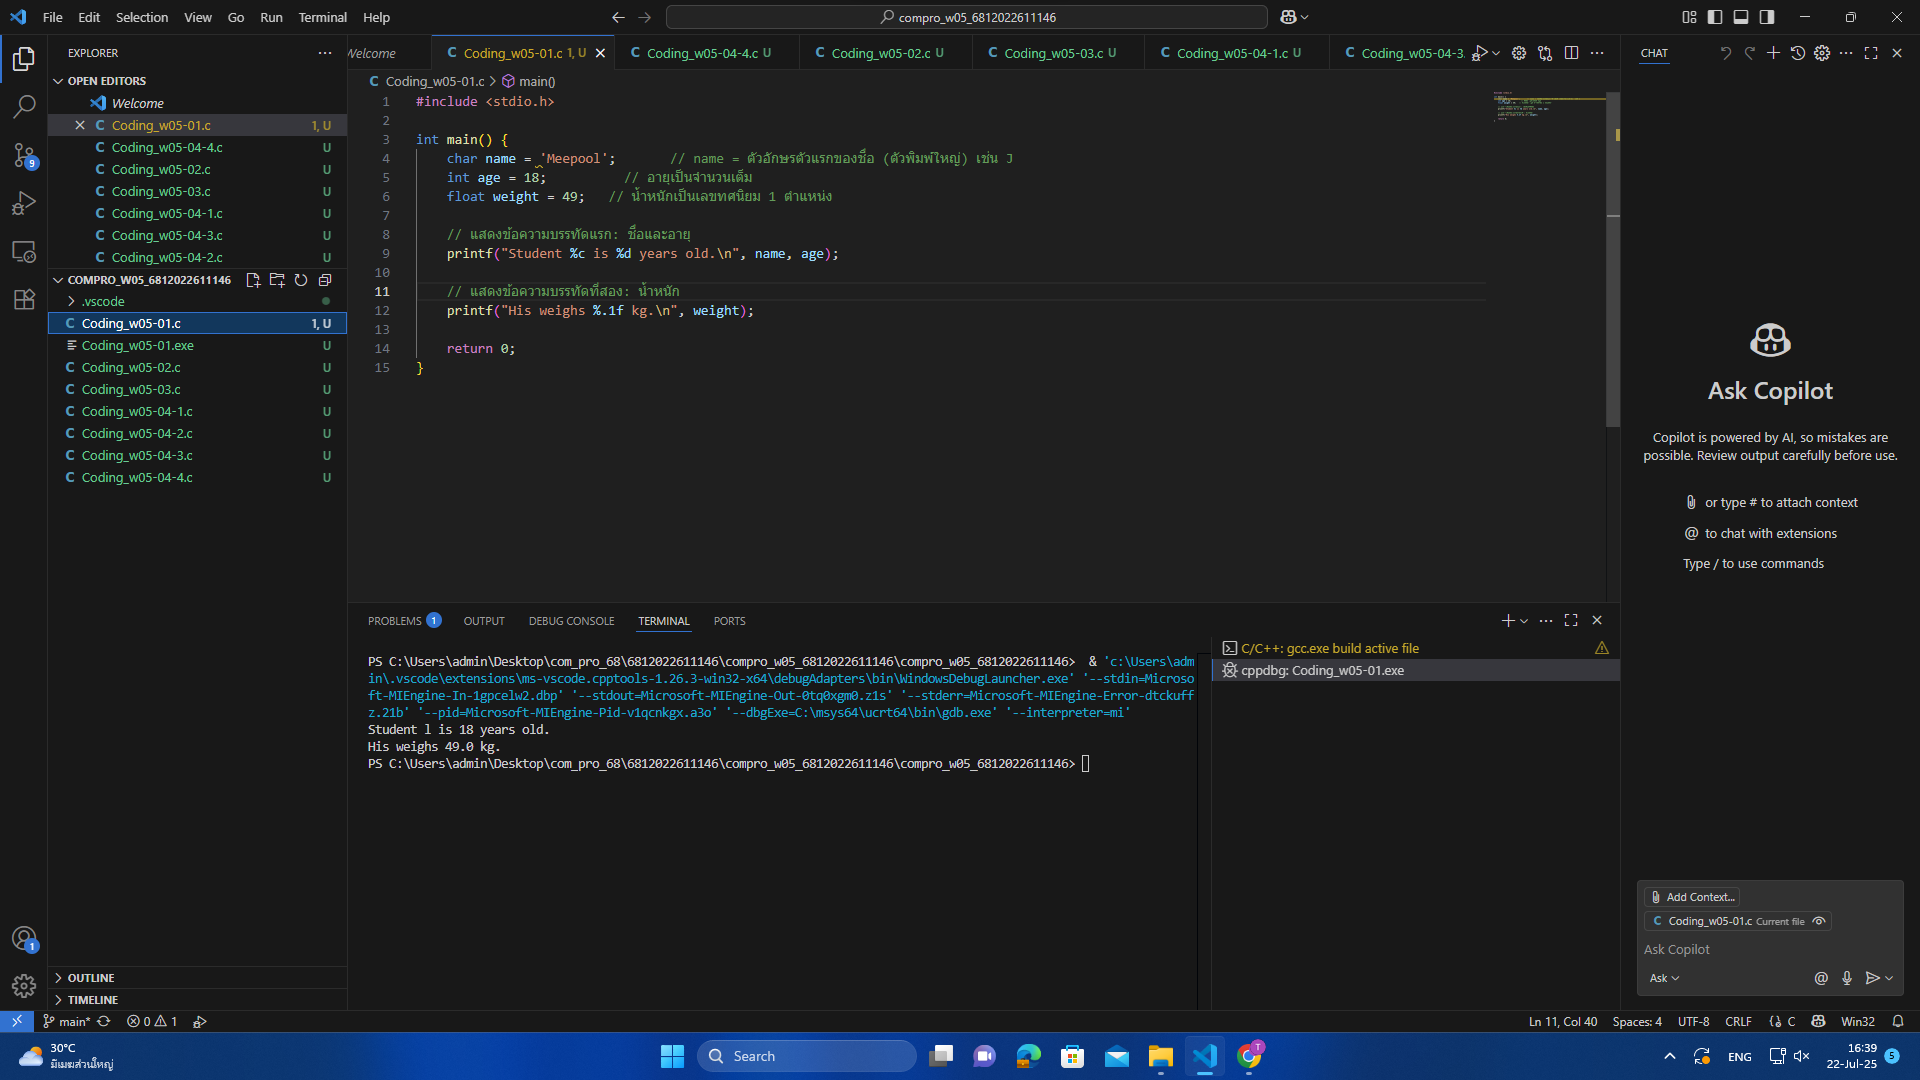 File Edit Selection View Go Run Terminal Help
compro_w05_6812022611146
EXPLORER
OPEN EDITORS
Welcome
Coding_w05-01.c 1, U
Coding_w05-04-4.c U
Coding_w05-02.c U
Coding_w05-03.c U
Coding_w05-04-1.c U
Coding_w05-04-3.c U
Coding_w05-04-2.c U
COMPRO_W05_6812022611146
.vscode
Coding_w05-01.c 1, U
Coding_w05-01.exe U
Coding_w05-02.c U
Coding_w05-03.c U
Coding_w05-04-1.c U
Coding_w05-04-2.c U
Coding_w05-04-3.c U
Coding_w05-04-4.c U
OUTLINE
TIMELINE
Welcome Coding_w05-01.c 1, U Coding_w05-04-4.c U Coding_w05-02.c U Coding_w05-03.c U Coding_w05-04-1.c U Coding_w05-04-3.
Coding_w05-01.c > main()
1 #include <stdio.h>
2
3 int main() {
4 char name = 'Meepool'; // name = ตัวอักษรตัวแรกของชื่อ (ตัวพิมพ์ใหญ่) เช่น J
5 int age = 18; // อายุเป็นจำนวนเต็ม
6 float weight = 49; // น้ำหนักเป็นเลขทศนิยม 1 ตำแหน่ง
7
8 // แสดงข้อความบรรทัดแรก: ชื่อและอายุ
9 printf("Student %c is %d years old.\n", name, age);
10
11 // แสดงข้อความบรรทัดที่สอง: น้ำหนัก
12 printf("His weighs %.1f kg.\n", weight);
13
14 return 0;
15 }
PROBLEMS 1 OUTPUT DEBUG CONSOLE TERMINAL PORTS
PS C:\Users\admin\Desktop\com_pro_68\6812022611146\compro_w05_6812022611146\compro_w05_6812022611146> & 'c:\Users\adm
in\.vscode\extensions\ms-vscode.cpptools-1.26.3-win32-x64\debugAdapters\bin\WindowsDebugLauncher.exe' '--stdin=Microso
ft-MIEngine-In-1gpcelw2.dbp' '--stdout=Microsoft-MIEngine-Out-0tq0xgm0.z1s' '--stderr=Microsoft-MIEngine-Error-dtckuff
z.21b' '--pid=Microsoft-MIEngine-Pid-v1qcnkgx.a3o' '--dbgExe=C:\msys64\ucrt64\bin\gdb.exe' '--interpreter=mi'
Student l is 18 years old.
His weighs 49.0 kg.
PS C:\Users\admin\Desktop\com_pro_68\6812022611146\compro_w05_6812022611146\compro_w05_6812022611146>
C/C++: gcc.exe build active file
cppdbg: Coding_w05-01.exe
CHAT
Ask Copilot
Copilot is powered by AI, so mistakes are
possible. Review output carefully before use.
or type # to attach context
@ to chat with extensions
Type / to use commands
Add Context...
Coding_w05-01.c Current file
Ask Copilot
Ask
9
1
main* 0 1
Ln 11, Col 40 Spaces: 4 UTF-8 CRLF {} C Win32
30°C
มีเมฆส่วนใหญ่
Search
T
ENG
16:39
22-Jul-25
5